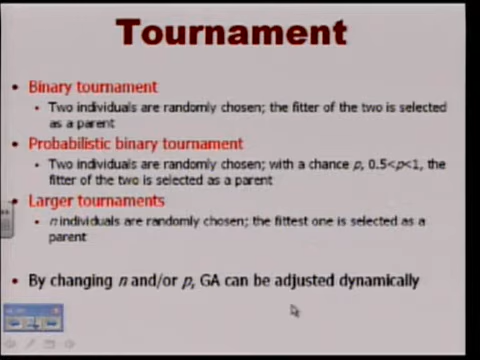 Tournament
• Binary tournament
• Two individuals are randomly chosen; the fitter of the two is selected
as a parent
• Probabilistic binary tournament
• Two individuals are randomly chosen; with a chance p, 0.5<p<1, the
fitter of the two is selected as a parent
• Larger tournaments
• n individuals are randomly chosen; the fittest one is selected as a
parent
• By changing n and/or p, GA can be adjusted dynamically